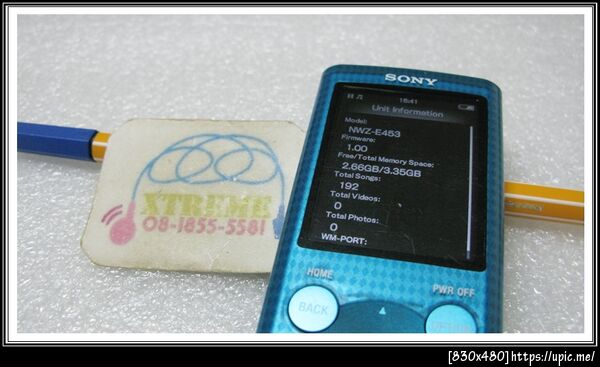 SONY
16:41
Unit Information
Model:
NWZ-E453
Firmware:
1.00
Free/Total Memory Space:
2.66GB/3.35GB
Total Songs:
192
Total Videos:
0
Total Photos:
0
WM-PORT:
HOME
BACK
PWR OFF
XTREME
08-1855-5581
[830x480]https://upic.me/